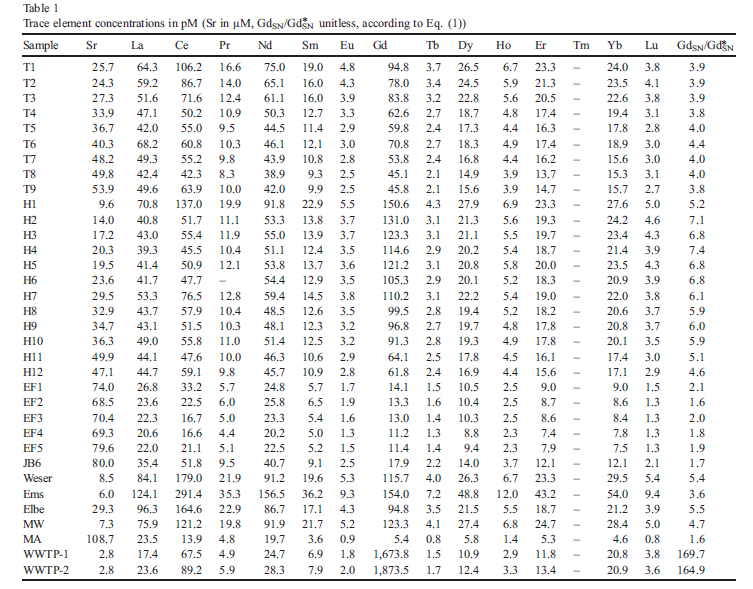 Table 1
Trace element concentrations in pM (Sr in μM, GdSN/Gd*SN unitless, according to Eq. (1))
Sample Sr La Ce Pr Nd Sm Eu Gd Tb Dy Ho Er Tm Yb Lu GdSN/Gd*SN
T1 25.7 64.3 106.2 16.6 75.0 19.0 4.8 94.8 3.7 26.5 6.7 23.3 – 24.0 3.8 3.9
T2 24.3 59.2 86.7 14.0 65.1 16.0 4.3 78.0 3.4 24.5 5.9 21.3 – 23.5 4.1 3.9
T3 27.3 51.6 71.6 12.4 61.1 16.0 3.9 83.8 3.2 22.8 5.6 20.5 – 22.6 3.8 3.9
T4 33.9 47.1 50.2 10.9 50.3 12.7 3.3 62.6 2.7 18.7 4.8 17.4 – 19.4 3.1 3.8
T5 36.7 42.0 55.0 9.5 44.5 11.4 2.9 59.8 2.4 17.3 4.4 16.3 – 17.8 2.8 4.0
T6 40.3 68.2 60.8 10.3 46.1 12.1 3.0 70.8 2.7 18.3 4.9 17.4 – 18.9 3.0 4.4
T7 48.2 49.3 55.2 9.8 43.9 10.8 2.8 53.8 2.4 16.8 4.4 16.2 – 15.6 3.0 4.0
T8 49.8 42.4 42.3 8.3 38.9 9.3 2.5 45.1 2.1 14.9 3.9 13.7 – 15.3 3.1 4.0
T9 53.9 49.6 63.9 10.0 42.0 9.9 2.5 45.8 2.1 15.6 3.9 14.7 – 15.7 2.7 3.8
H1 9.6 70.8 137.0 19.9 91.8 22.9 5.5 150.6 4.3 27.9 6.9 23.3 – 27.6 5.0 5.2
H2 14.0 40.8 51.7 11.1 53.3 13.8 3.7 131.0 3.1 21.3 5.6 19.3 – 24.2 4.6 7.1
H3 17.2 43.0 55.4 11.9 55.0 13.9 3.7 123.3 3.1 21.1 5.5 19.7 – 23.4 4.3 6.8
H4 20.3 39.3 45.5 10.4 51.1 12.4 3.5 114.6 2.9 20.2 5.4 18.7 – 21.4 3.9 7.4
H5 19.5 41.4 50.9 12.1 53.8 13.7 3.6 121.2 3.1 20.8 5.8 20.0 – 23.5 4.3 6.8
H6 23.6 41.7 47.7 – 54.4 12.9 3.5 105.3 2.9 20.1 5.2 18.3 – 20.9 3.9 6.8
H7 29.5 53.3 76.5 12.8 59.4 14.5 3.8 110.2 3.1 22.2 5.4 19.0 – 22.0 3.8 6.1
H8 32.9 43.7 57.9 10.4 48.5 12.6 3.5 99.5 2.8 19.4 5.2 18.2 – 20.6 3.7 5.9
H9 34.7 43.1 51.5 10.3 48.1 12.3 3.2 96.8 2.7 19.7 4.8 17.8 – 20.8 3.7 6.0
H10 36.3 49.0 55.8 11.0 51.4 12.5 3.2 91.3 2.8 19.3 4.9 17.8 – 20.1 3.5 5.9
H11 49.9 44.1 47.6 10.0 46.3 10.6 2.9 64.1 2.5 17.8 4.5 16.1 – 17.4 3.0 5.1
H12 47.1 44.7 59.1 9.8 45.7 10.9 2.8 61.8 2.4 16.9 4.4 15.6 – 17.1 2.9 4.6
EF1 74.0 26.8 33.2 5.7 24.8 5.7 1.7 14.1 1.5 10.5 2.5 9.0 – 9.0 1.5 2.1
EF2 68.5 23.6 22.5 6.0 25.8 6.5 1.9 13.3 1.6 10.4 2.5 8.7 – 8.6 1.3 1.6
EF3 70.4 22.3 16.7 5.0 23.3 5.4 1.6 13.0 1.4 10.3 2.5 8.6 – 8.4 1.3 2.0
EF4 69.3 20.6 16.6 4.4 20.2 5.0 1.3 11.2 1.3 8.8 2.3 7.4 – 7.8 1.3 1.8
EF5 79.6 22.0 21.1 5.1 22.5 5.2 1.5 11.4 1.4 9.4 2.3 7.9 – 7.5 1.3 1.9
JB6 80.0 35.4 51.8 9.5 40.7 9.1 2.5 17.9 2.2 14.0 3.7 12.1 – 12.1 2.1 1.7
Weser 8.5 84.1 179.0 21.9 91.2 19.6 5.3 115.7 4.0 26.3 6.7 23.3 – 29.5 5.4 5.4
Ems 6.0 124.1 291.4 35.3 156.5 36.2 9.3 154.0 7.2 48.8 12.0 43.2 – 54.0 9.4 3.6
Elbe 29.3 96.3 164.6 22.9 86.7 17.1 4.3 94.8 3.5 21.5 5.5 18.7 – 21.2 3.9 5.5
MW 7.3 75.9 121.2 19.8 91.9 21.7 5.2 123.3 4.1 27.4 6.8 24.7 – 28.4 5.0 4.7
MA 108.7 23.5 13.9 4.8 19.7 3.6 0.9 5.4 0.8 5.8 1.4 5.3 – 4.6 0.8 1.6
WWTP-1 2.8 17.4 67.5 4.9 24.7 6.9 1.8 1,673.8 1.5 10.9 2.9 11.8 – 20.8 3.8 169.7
WWTP-2 2.8 23.6 89.2 5.9 28.3 7.9 2.0 1,873.5 1.7 12.4 3.3 13.4 – 20.9 3.6 164.9